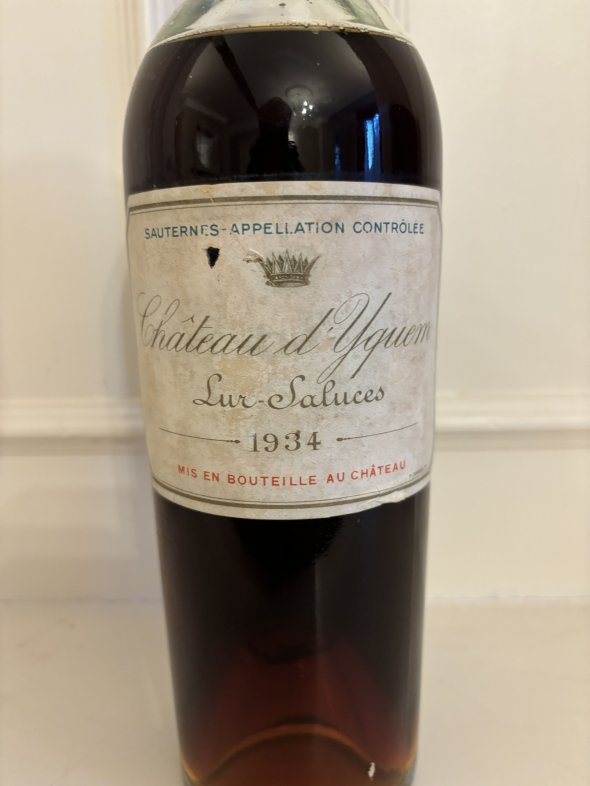 SAUTERNES-APPELLATION CONTRÔLÉE
Château d'Yquem
Lur-Saluces
1934
MIS EN BOUTEILLE AU CHÂTEAU